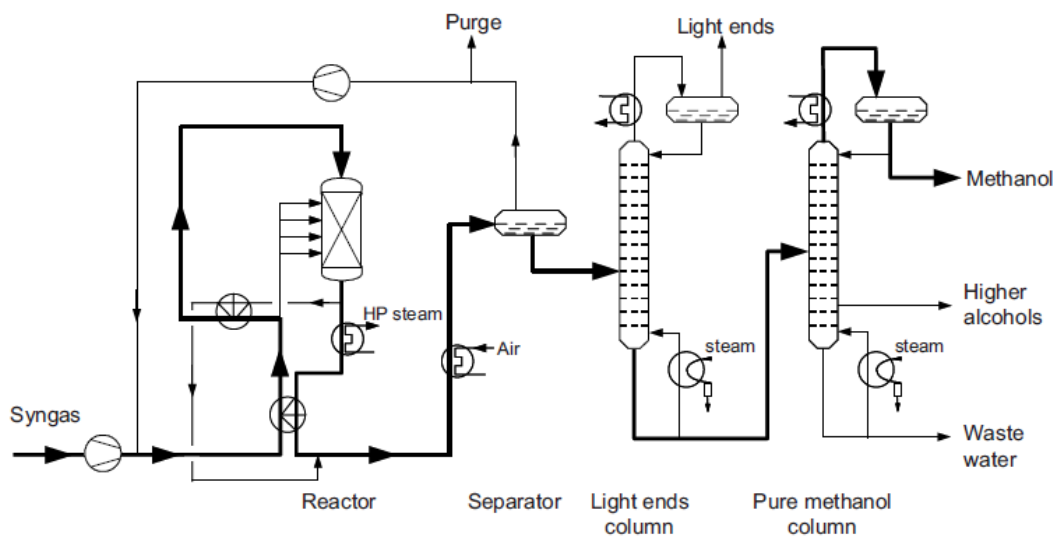 Purge
Light ends
Methanol
HP steam
Air
Higher
alcohols
steam
steam
Syngas
Waste
water
Reactor
Separator
Light ends
column
Pure methanol
column